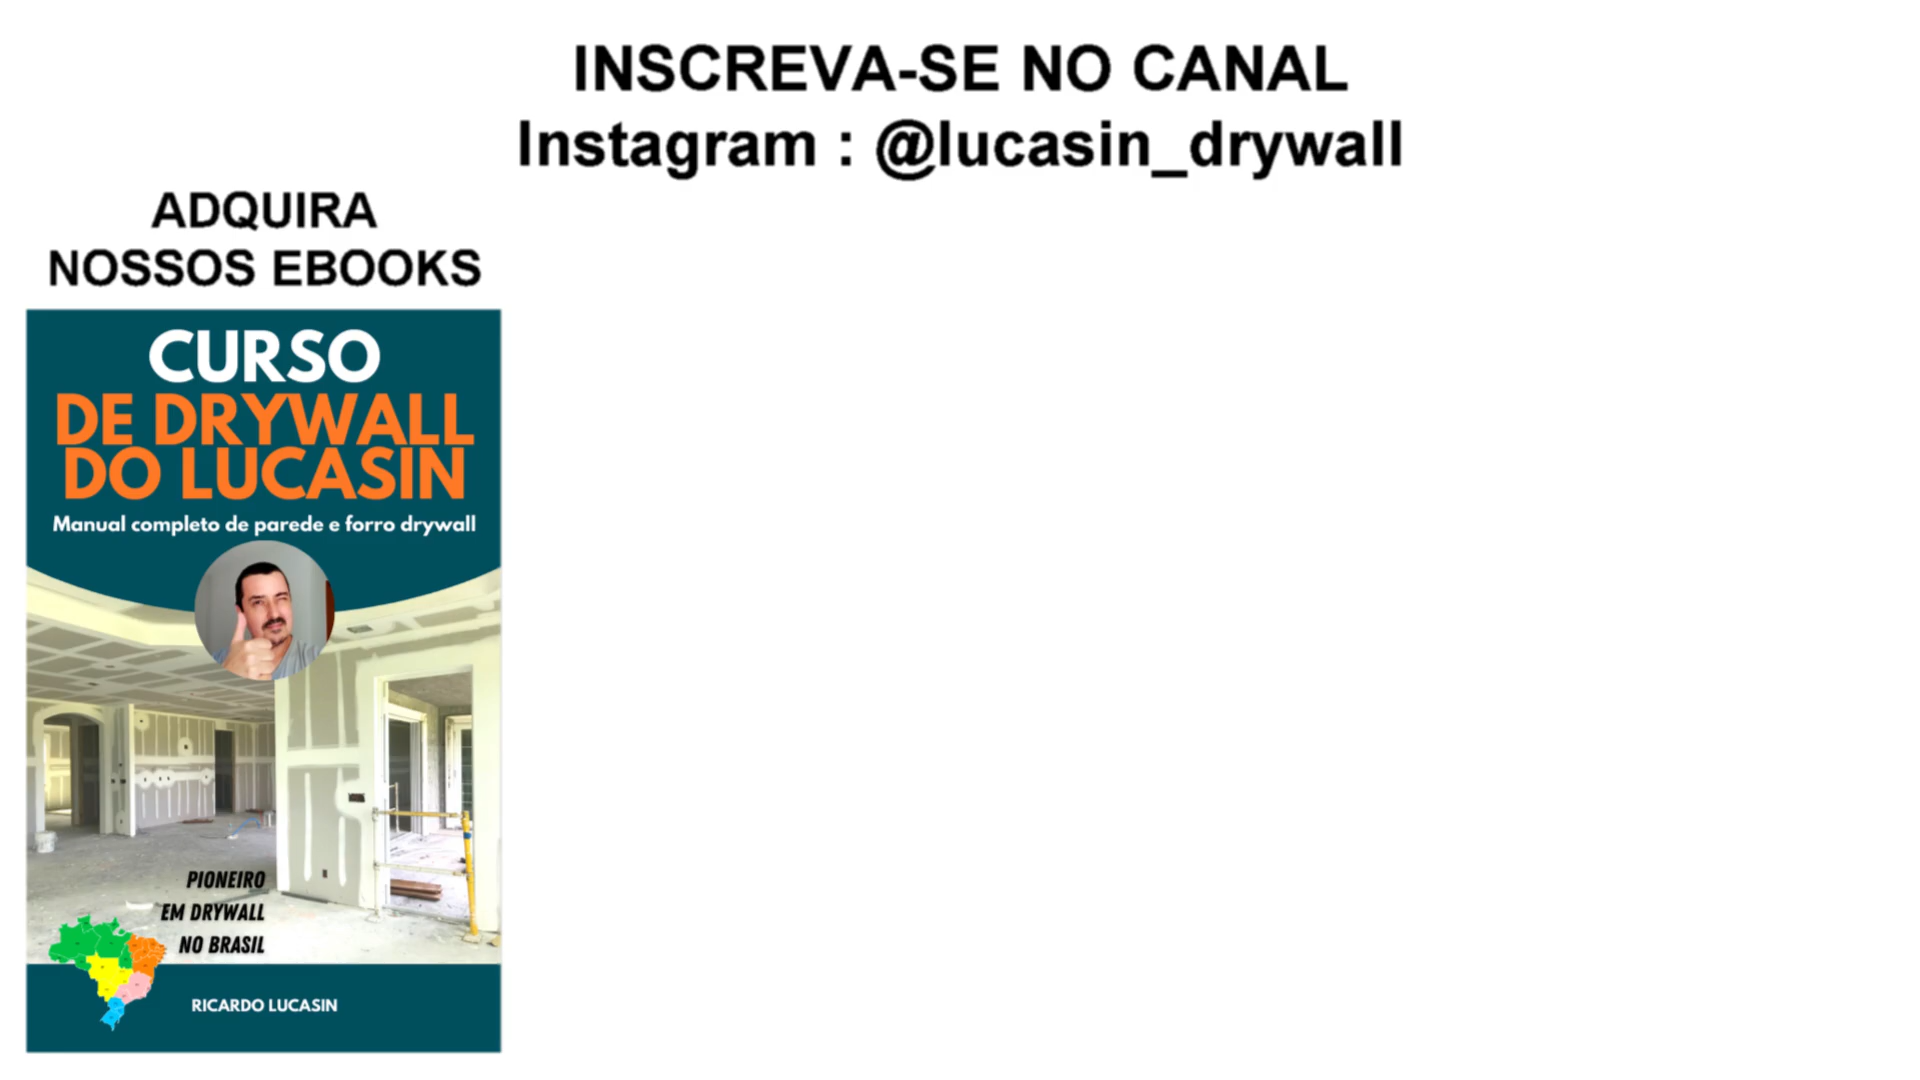 INSCREVA-SE NO CANAL
Instagram : @lucasin_drywall
ADQUIRA
NOSSOS EBOOKS
CURSO
DE DRYWALL
DO LUCASIN
Manual completo de parede e forro drywall
PIONEIRO
EM DRYWALL
NO BRASIL
RICARDO LUCASIN